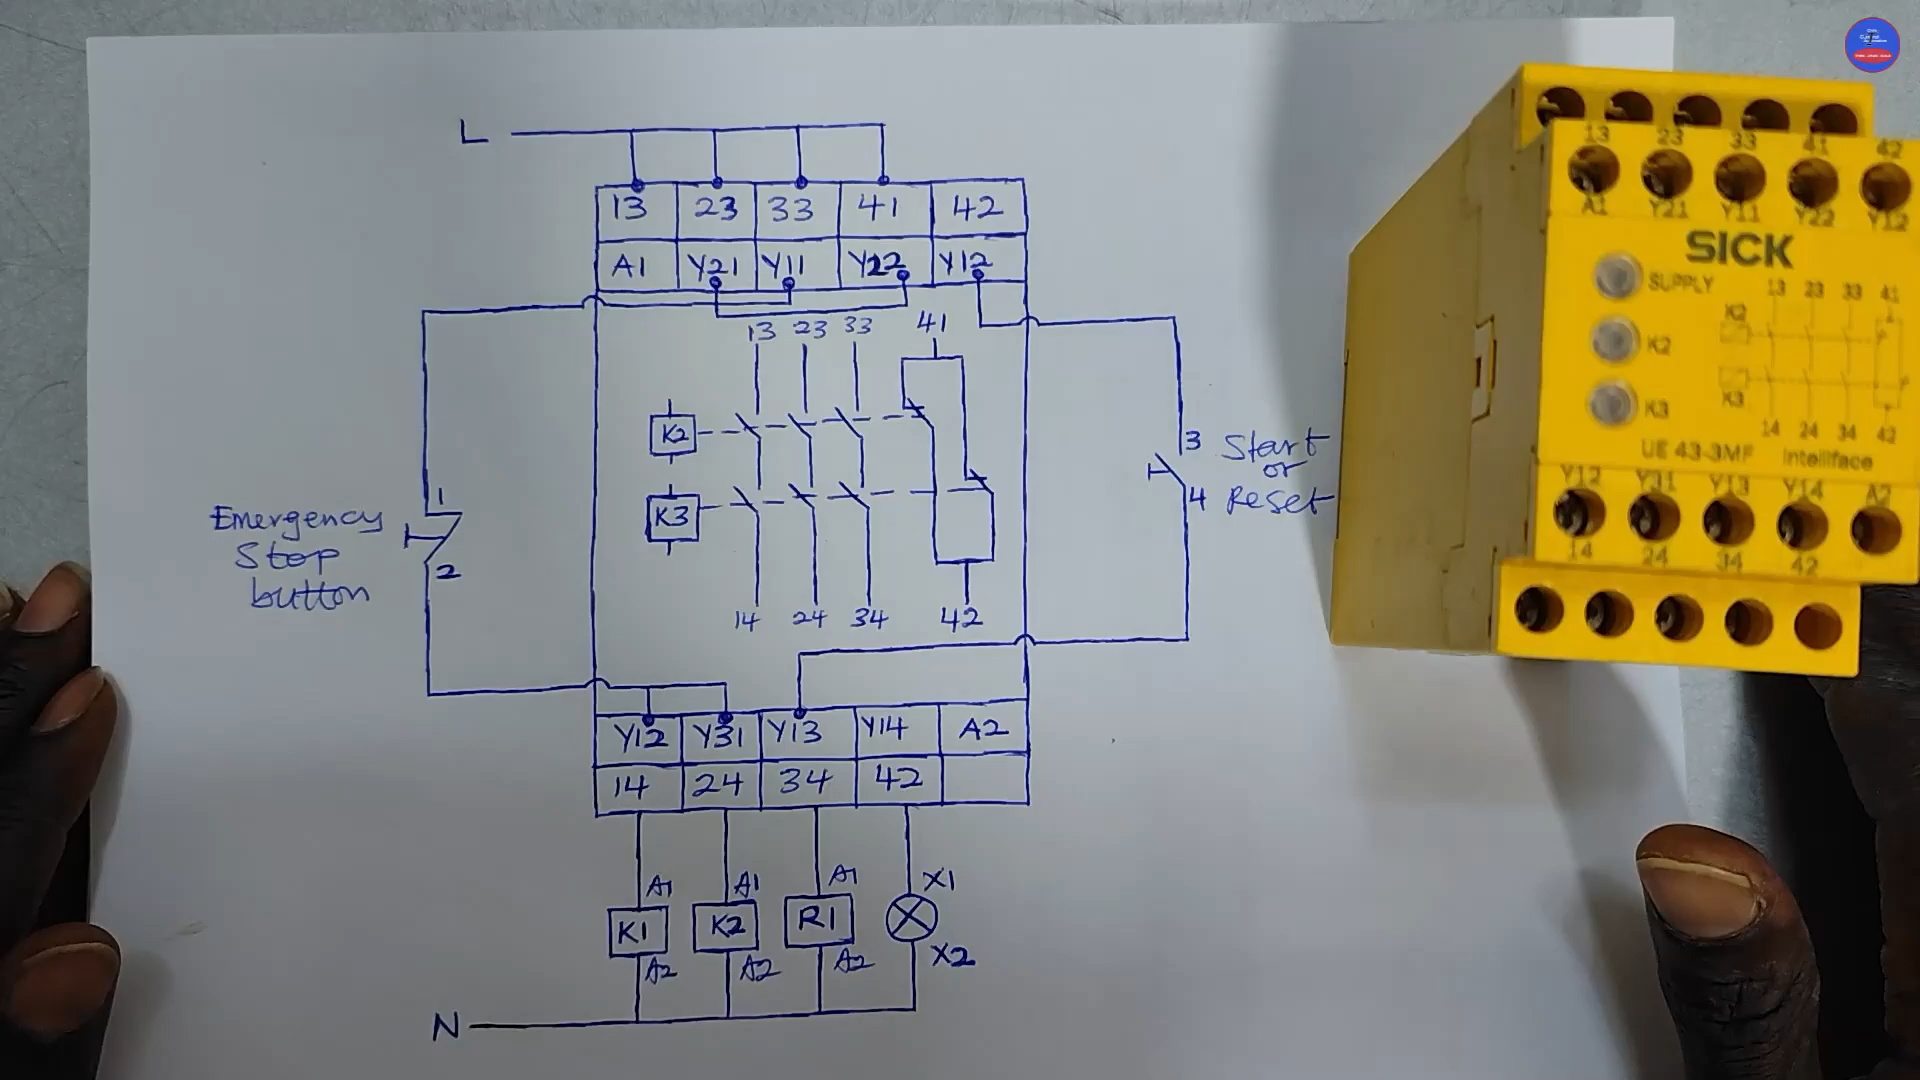 L
13 23 33 41 42
A1 Y21 Y11 Y22 Y12
13 23 33 41
K2
K3
14 24 34 42
Emergency
Stop
button
1
2
3
4
Start
or
Reset
Y12 Y31 Y13 Y14 A2
14 24 34 42
A1 A1 A1 X1
K1 K2 R1
A2 A2 A2 X2
N
13 23 33 41 42
A1 Y21 Y11 Y22 Y12
SICK
SUPPLY
K2
K3
13 23 33 41
K2
K3
14 24 34 42
UE 43-3MF Intelliface
Y12 Y31 Y13 Y14 A2
14 24 34 42